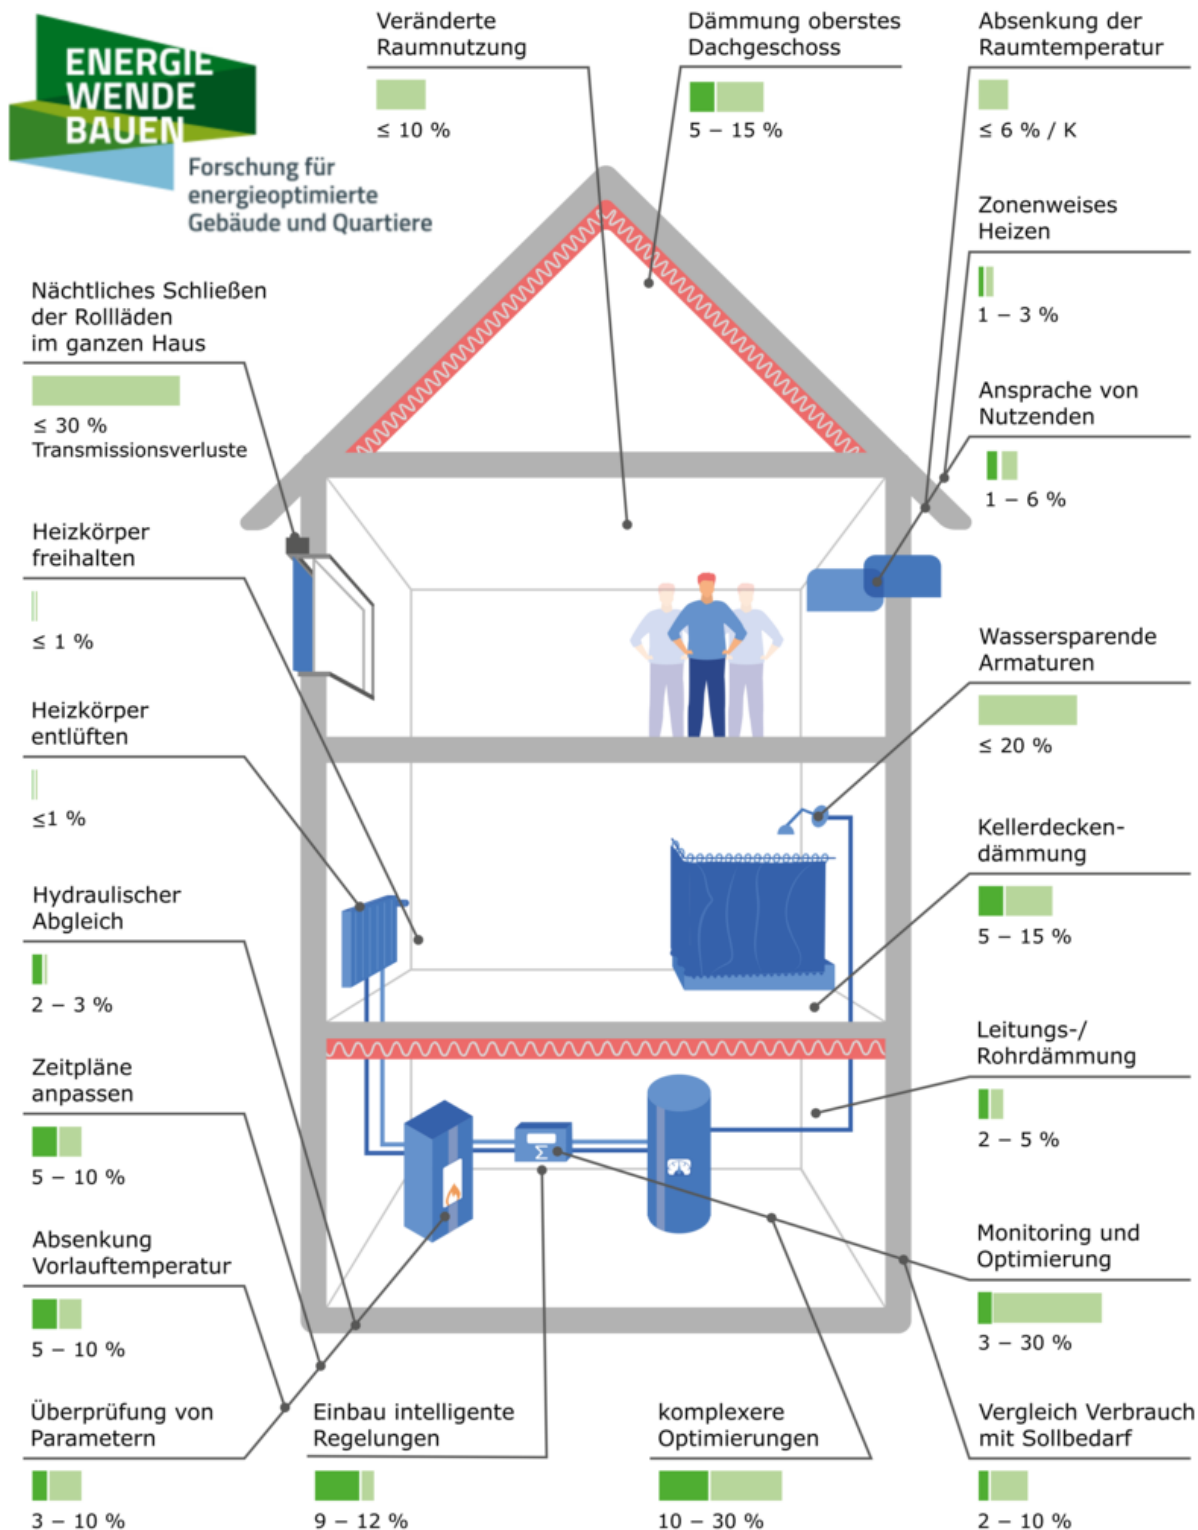 ENERGIE
WENDE
BAUEN
Forschung für
energieoptimierte
Gebäude und Quartiere
Veränderte
Raumnutzung
≤ 10 %
Dämmung oberstes
Dachgeschoss
5 – 15 %
Absenkung der
Raumtemperatur
≤ 6 % / K
Zonenweises
Heizen
1 – 3 %
Ansprache von
Nutzenden
1 – 6 %
Nächtliches Schließen
der Rollläden
im ganzen Haus
≤ 30 %
Transmissionsverluste
Heizkörper
freihalten
≤ 1 %
Heizkörper
entlüften
≤1 %
Hydraulischer
Abgleich
2 – 3 %
Zeitpläne
anpassen
5 – 10 %
Absenkung
Vorlauftemperatur
5 – 10 %
Überprüfung von
Parametern
3 – 10 %
Wassersparende
Armaturen
≤ 20 %
Kellerdecken-
dämmung
5 – 15 %
Leitungs-/
Rohrdämmung
2 – 5 %
Σ
Monitoring und
Optimierung
3 – 30 %
Einbau intelligente
Regelungen
9 – 12 %
komplexere
Optimierungen
10 – 30 %
Vergleich Verbrauch
mit Sollbedarf
2 – 10 %